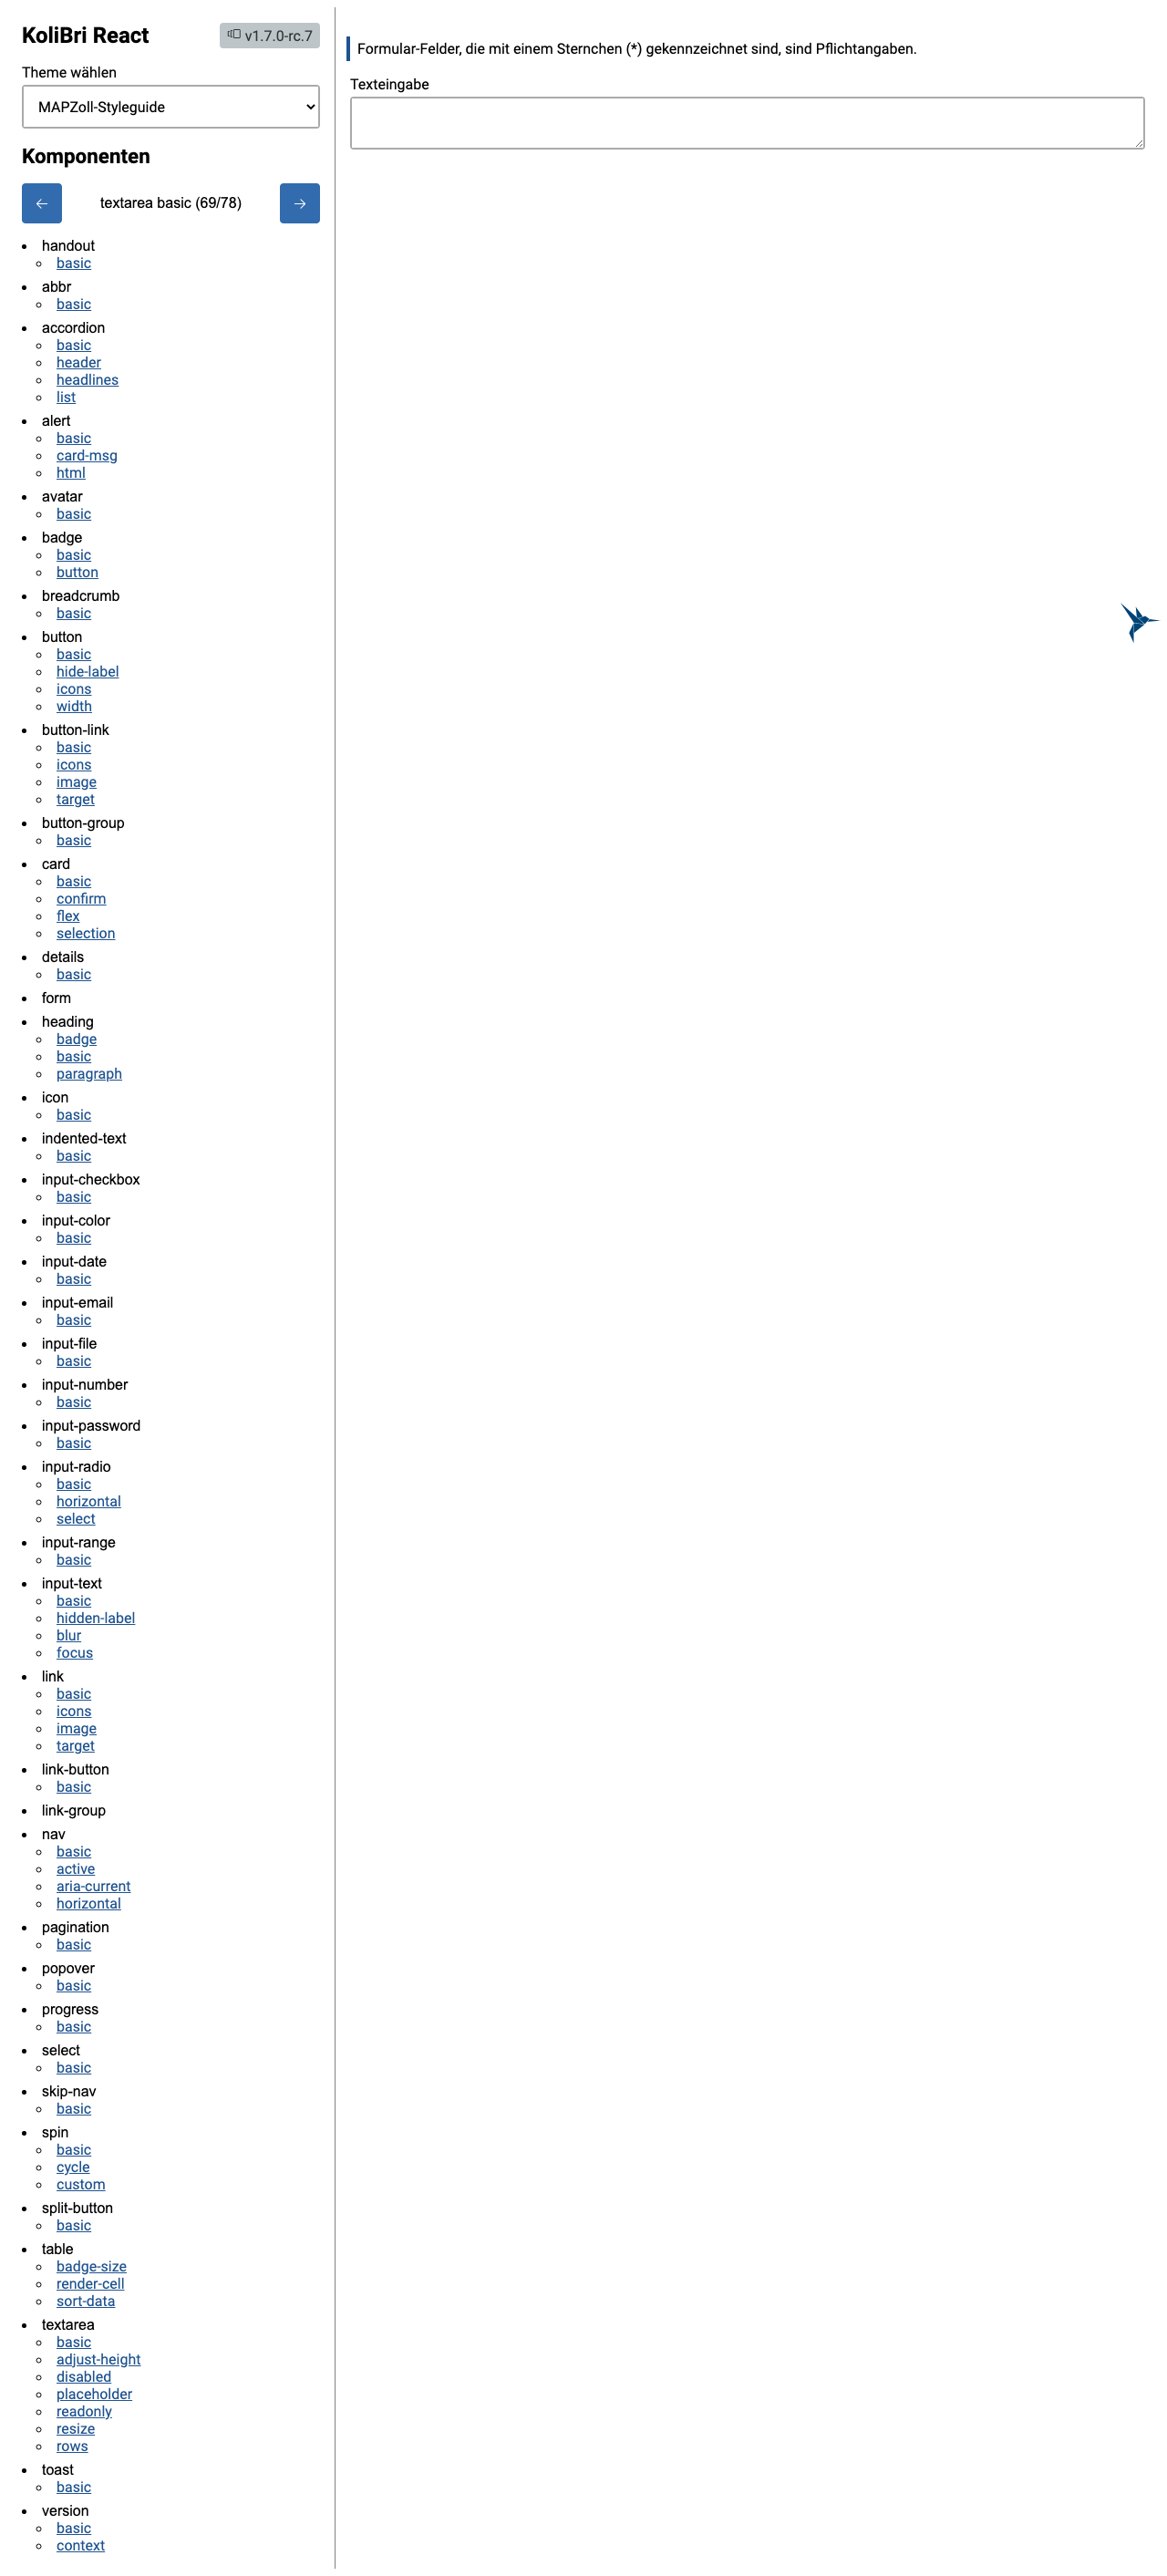 KoliBri React
v1.7.0-rc.7
Theme wählen
MAPZoll-Styleguide
Komponenten
textarea basic (69/78)
handout
basic
abbr
basic
accordion
basic
header
headlines
list
alert
basic
card-msg
html
avatar
basic
badge
basic
button
breadcrumb
basic
button
basic
hide-label
icons
width
button-link
basic
icons
image
target
button-group
basic
card
basic
confirm
flex
selection
details
basic
form
heading
badge
basic
paragraph
icon
basic
indented-text
basic
input-checkbox
basic
input-color
basic
input-date
basic
input-email
basic
input-file
basic
input-number
basic
input-password
basic
input-radio
basic
horizontal
select
input-range
basic
input-text
basic
hidden-label
blur
focus
link
basic
icons
image
target
link-button
basic
link-group
nav
basic
active
aria-current
horizontal
pagination
basic
popover
basic
progress
basic
select
basic
skip-nav
basic
spin
basic
cycle
custom
split-button
basic
table
badge-size
render-cell
sort-data
textarea
basic
adjust-height
disabled
placeholder
readonly
resize
rows
toast
basic
version
basic
context
Formular-Felder, die mit einem Sternchen (*) gekennzeichnet sind, sind Pflichtangaben.
Texteingabe